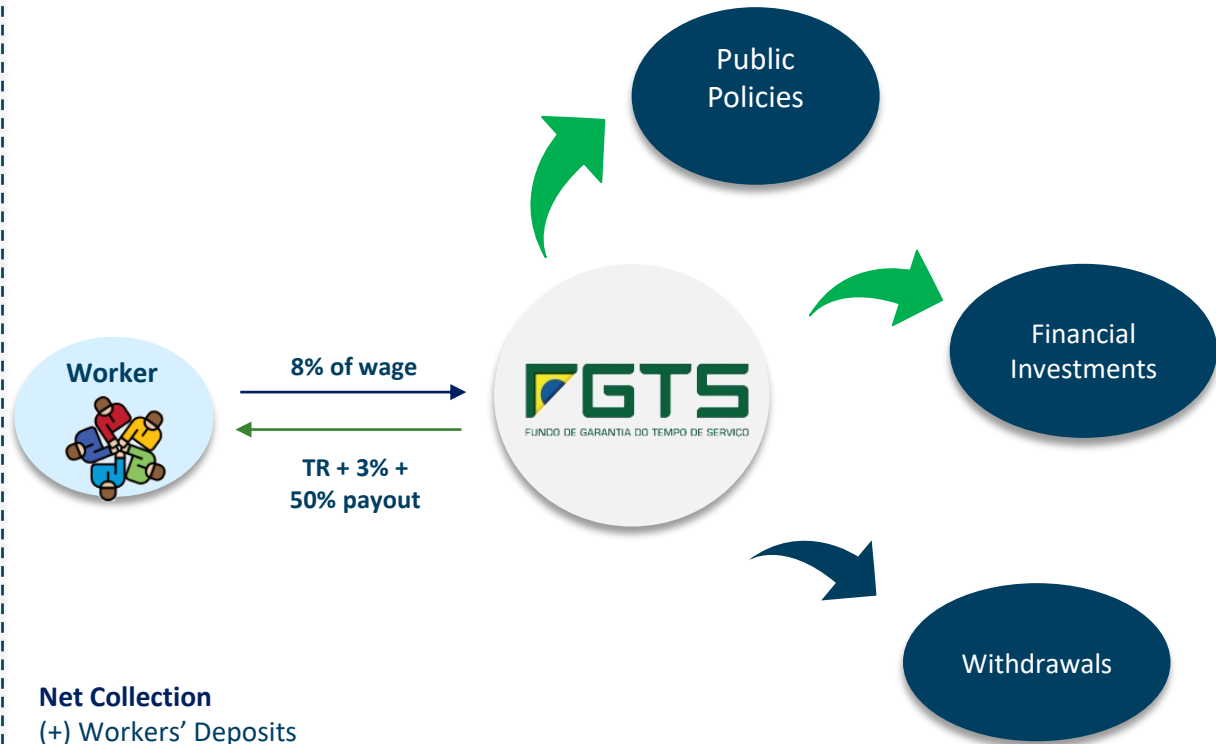 Public
Policies
Financial
Investments
Worker
8% of wage
FGTS
FUNDO DE GARANTIA DO TEMPO DE SERVIÇO
TR + 3% +
50% payout
Withdrawals
Net Collection
(+) Workers’ Deposits